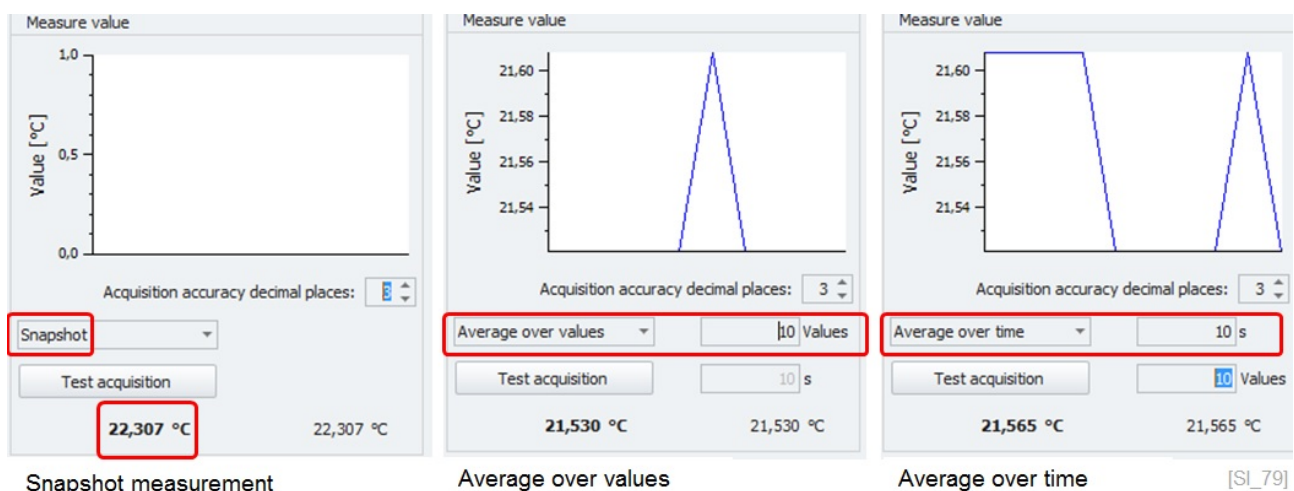 Measure value
1,0
0,5
0,0
Value [°C]
Acquisition accuracy decimal places: 3
Snapshot
Test acquisition
22,307 °C 22,307 °C
Snapshot measurement
Measure value
21,60
21,58
21,56
21,54
Value [°C]
Acquisition accuracy decimal places: 3
Average over values 10 Values
Test acquisition 10 s
21,530 °C 21,530 °C
Average over values
Measure value
21,60
21,58
21,56
21,54
Value [°C]
Acquisition accuracy decimal places: 3
Average over time 10 s
Test acquisition 10 Values
21,565 °C 21,565 °C
Average over time
[SI_79]